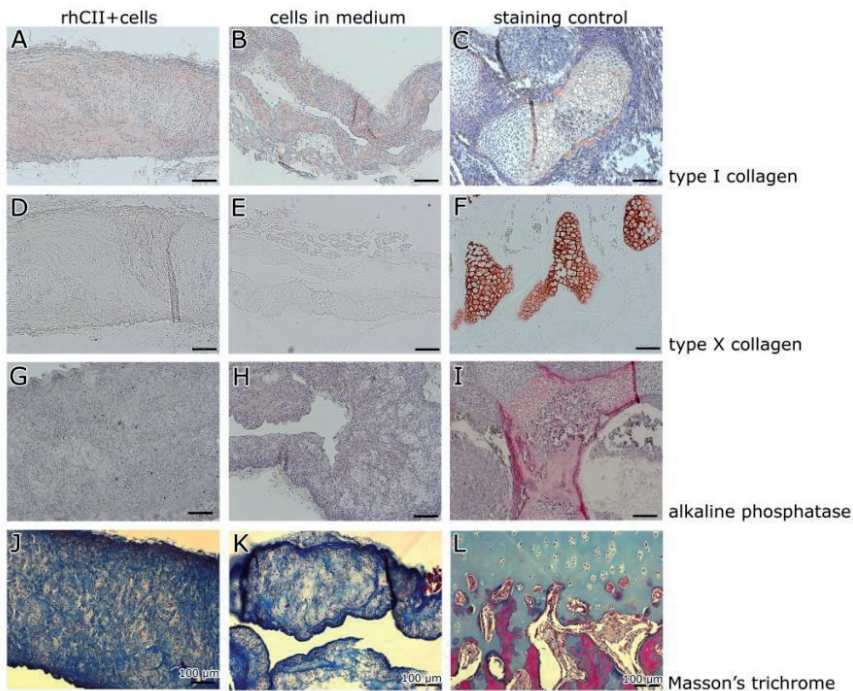 rhCII+cells cells in medium staining control
A B C
type I collagen
D E F
type X collagen
G H I
alkaline phosphatase
J K L
100 µm 100 µm 100 µm
Masson's trichrome